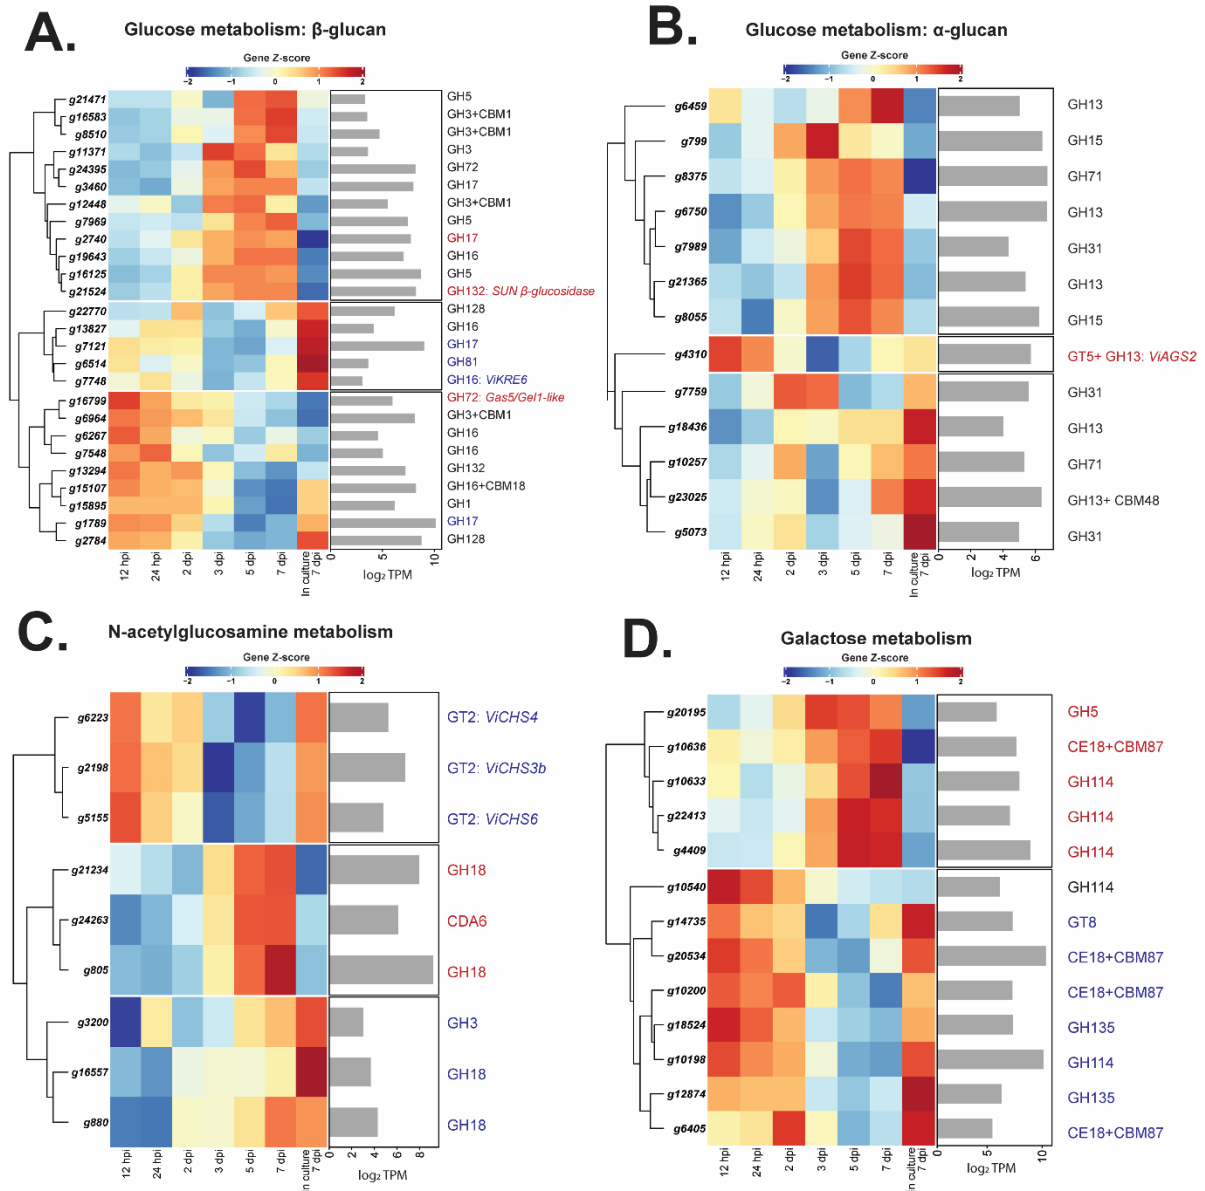 A.
Glucose metabolism: β-glucan
Gene Z-score
-2 -1 0 1 2
g21471 GH5
g16583 GH3+CBM1
g8510 GH3+CBM1
g11371 GH3
g24395 GH72
g3460 GH17
g12448 GH3+CBM1
g7969 GH5
g2740 GH17
g19643 GH16
g16125 GH5
g21524 GH132: SUN β-glucosidase
g22770 GH128
g13827 GH16
g7121 GH17
g6514 GH81
g7748 GH16: ViKRE6
g16799 GH72: Gas5/Gel1-like
g6964 GH3+CBM1
g6267 GH16
g7548 GH16
g13294 GH132
g15107 GH16+CBM18
g15895 GH1
g1789 GH17
g2784 GH128
12 hpi 24 hpi 2 dpi 3 dpi 5 dpi 7 dpi In culture 7 dpi
0 5 10
log₂ TPM
B.
Glucose metabolism: α-glucan
Gene Z-score
-2 -1 0 1 2
g6459 GH13
g799 GH15
g8375 GH71
g6750 GH13
g7989 GH31
g21365 GH13
g8055 GH15
g4310 GT5+ GH13: ViAGS2
g7759 GH31
g18436 GH13
g10257 GH71
g23025 GH13+ CBM48
g5073 GH31
12 hpi 24 hpi 2 dpi 3 dpi 5 dpi 7 dpi In culture 7 dpi
0 2 4 6
log₂ TPM
C.
N-acetylglucosamine metabolism
Gene Z-score
-2 -1 0 1 2
g6223 GT2: ViCHS4
g2198 GT2: ViCHS3b
g5155 GT2: ViCHS6
g21234 GH18
g24263 CDA6
g805 GH18
g3200 GH3
g16557 GH18
g880 GH18
12 hpi 24 hpi 2 dpi 3 dpi 5 dpi 7 dpi In culture 7 dpi
0 2 4 6 8
log₂ TPM
D.
Galactose metabolism
Gene Z-score
-2 -1 0 1 2
g20195 GH5
g10636 CE18+CBM87
g10633 GH114
g22413 GH114
g4409 GH114
g10540 GH114
g14735 GT8
g20534 CE18+CBM87
g10200 CE18+CBM87
g18524 GH135
g10198 GH114
g12874 GH135
g6405 CE18+CBM87
12 hpi 24 hpi 2 dpi 3 dpi 5 dpi 7 dpi In culture 7 dpi
0 5 10
log₂ TPM